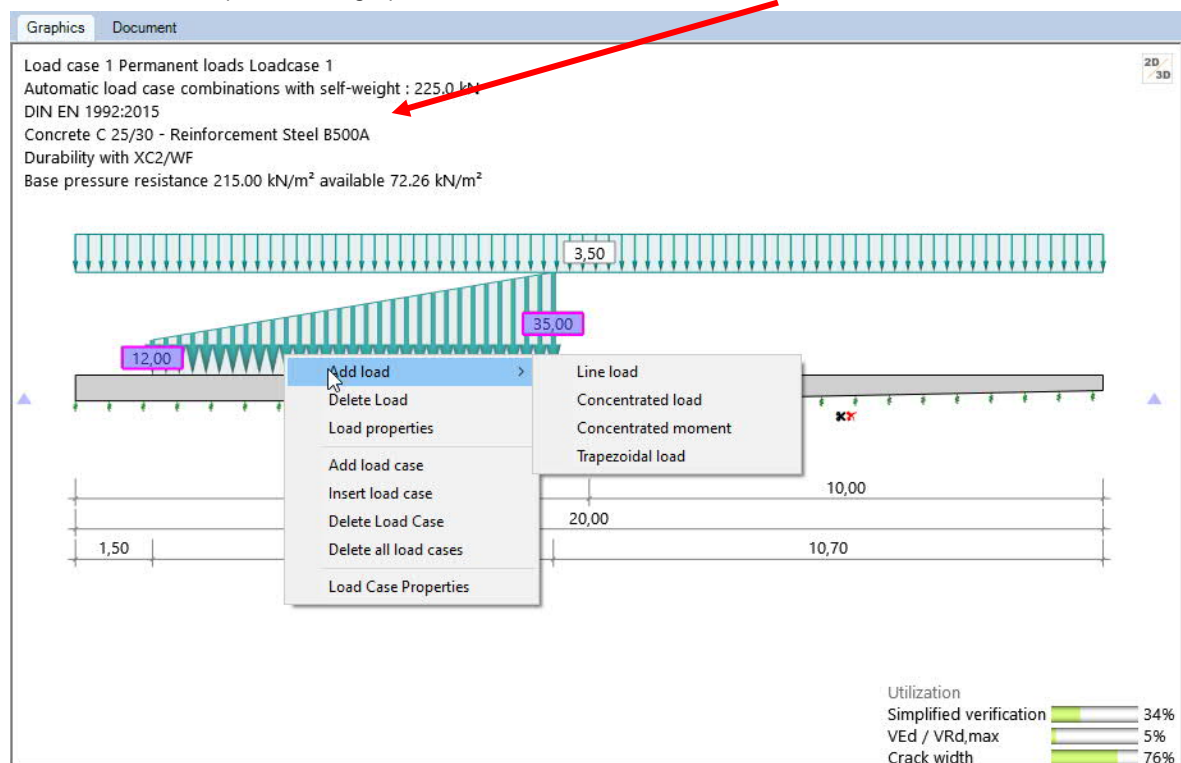 Graphics Document
Load case 1 Permanent loads Loadcase 1
2D/3D
Automatic load case combinations with self-weight : 225.0 kN
DIN EN 1992:2015
Concrete C 25/30 - Reinforcement Steel B500A
Durability with XC2/WF
Base pressure resistance 215.00 kN/m² available 72.26 kN/m²
3,50
35,00
12,00
Add load
Delete Load
Load properties
Add load case
Insert load case
Delete Load Case
Delete all load cases
Load Case Properties
Line load
Concentrated load
Concentrated moment
Trapezoidal load
10,00
20,00
1,50
10,70
Utilization
Simplified verification 34%
VEd / VRd,max 5%
Crack width 76%